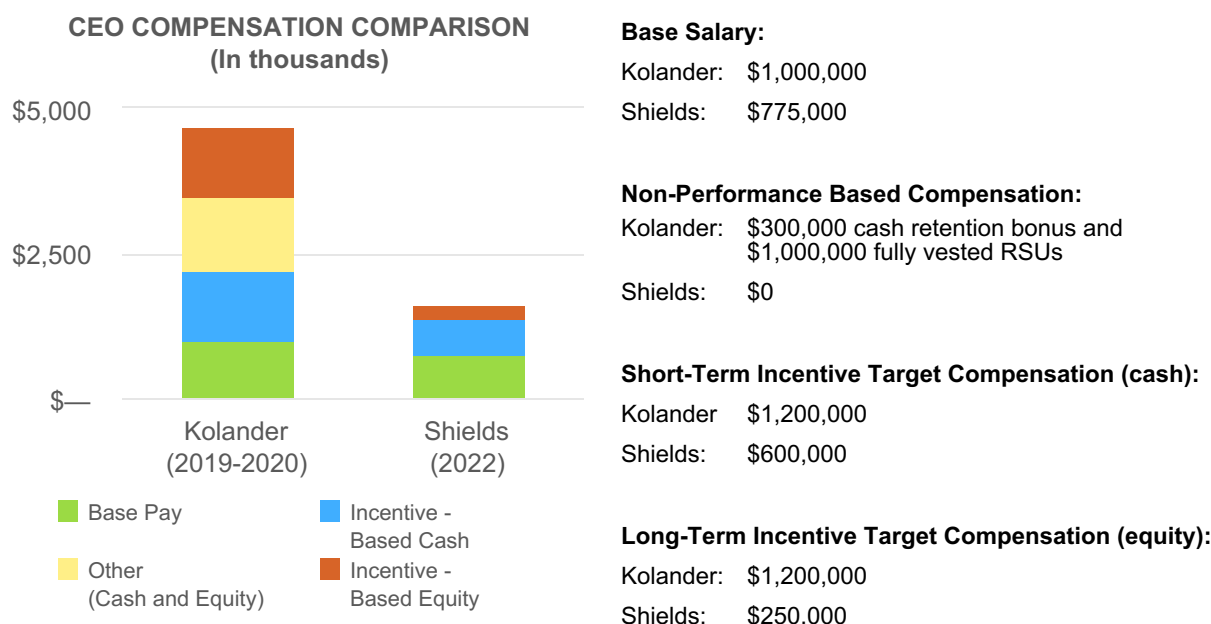 CEO COMPENSATION COMPARISON
(In thousands)
$5,000
$2,500
$—
Kolander
(2019-2020)
Shields
(2022)
Base Pay
Incentive -
Based Cash
Other
(Cash and Equity)
Incentive -
Based Equity
Base Salary:
Kolander: $1,000,000
Shields: $775,000
Non-Performance Based Compensation:
Kolander: $300,000 cash retention bonus and
$1,000,000 fully vested RSUs
Shields: $0
Short-Term Incentive Target Compensation (cash):
Kolander $1,200,000
Shields: $600,000
Long-Term Incentive Target Compensation (equity):
Kolander: $1,200,000
Shields: $250,000